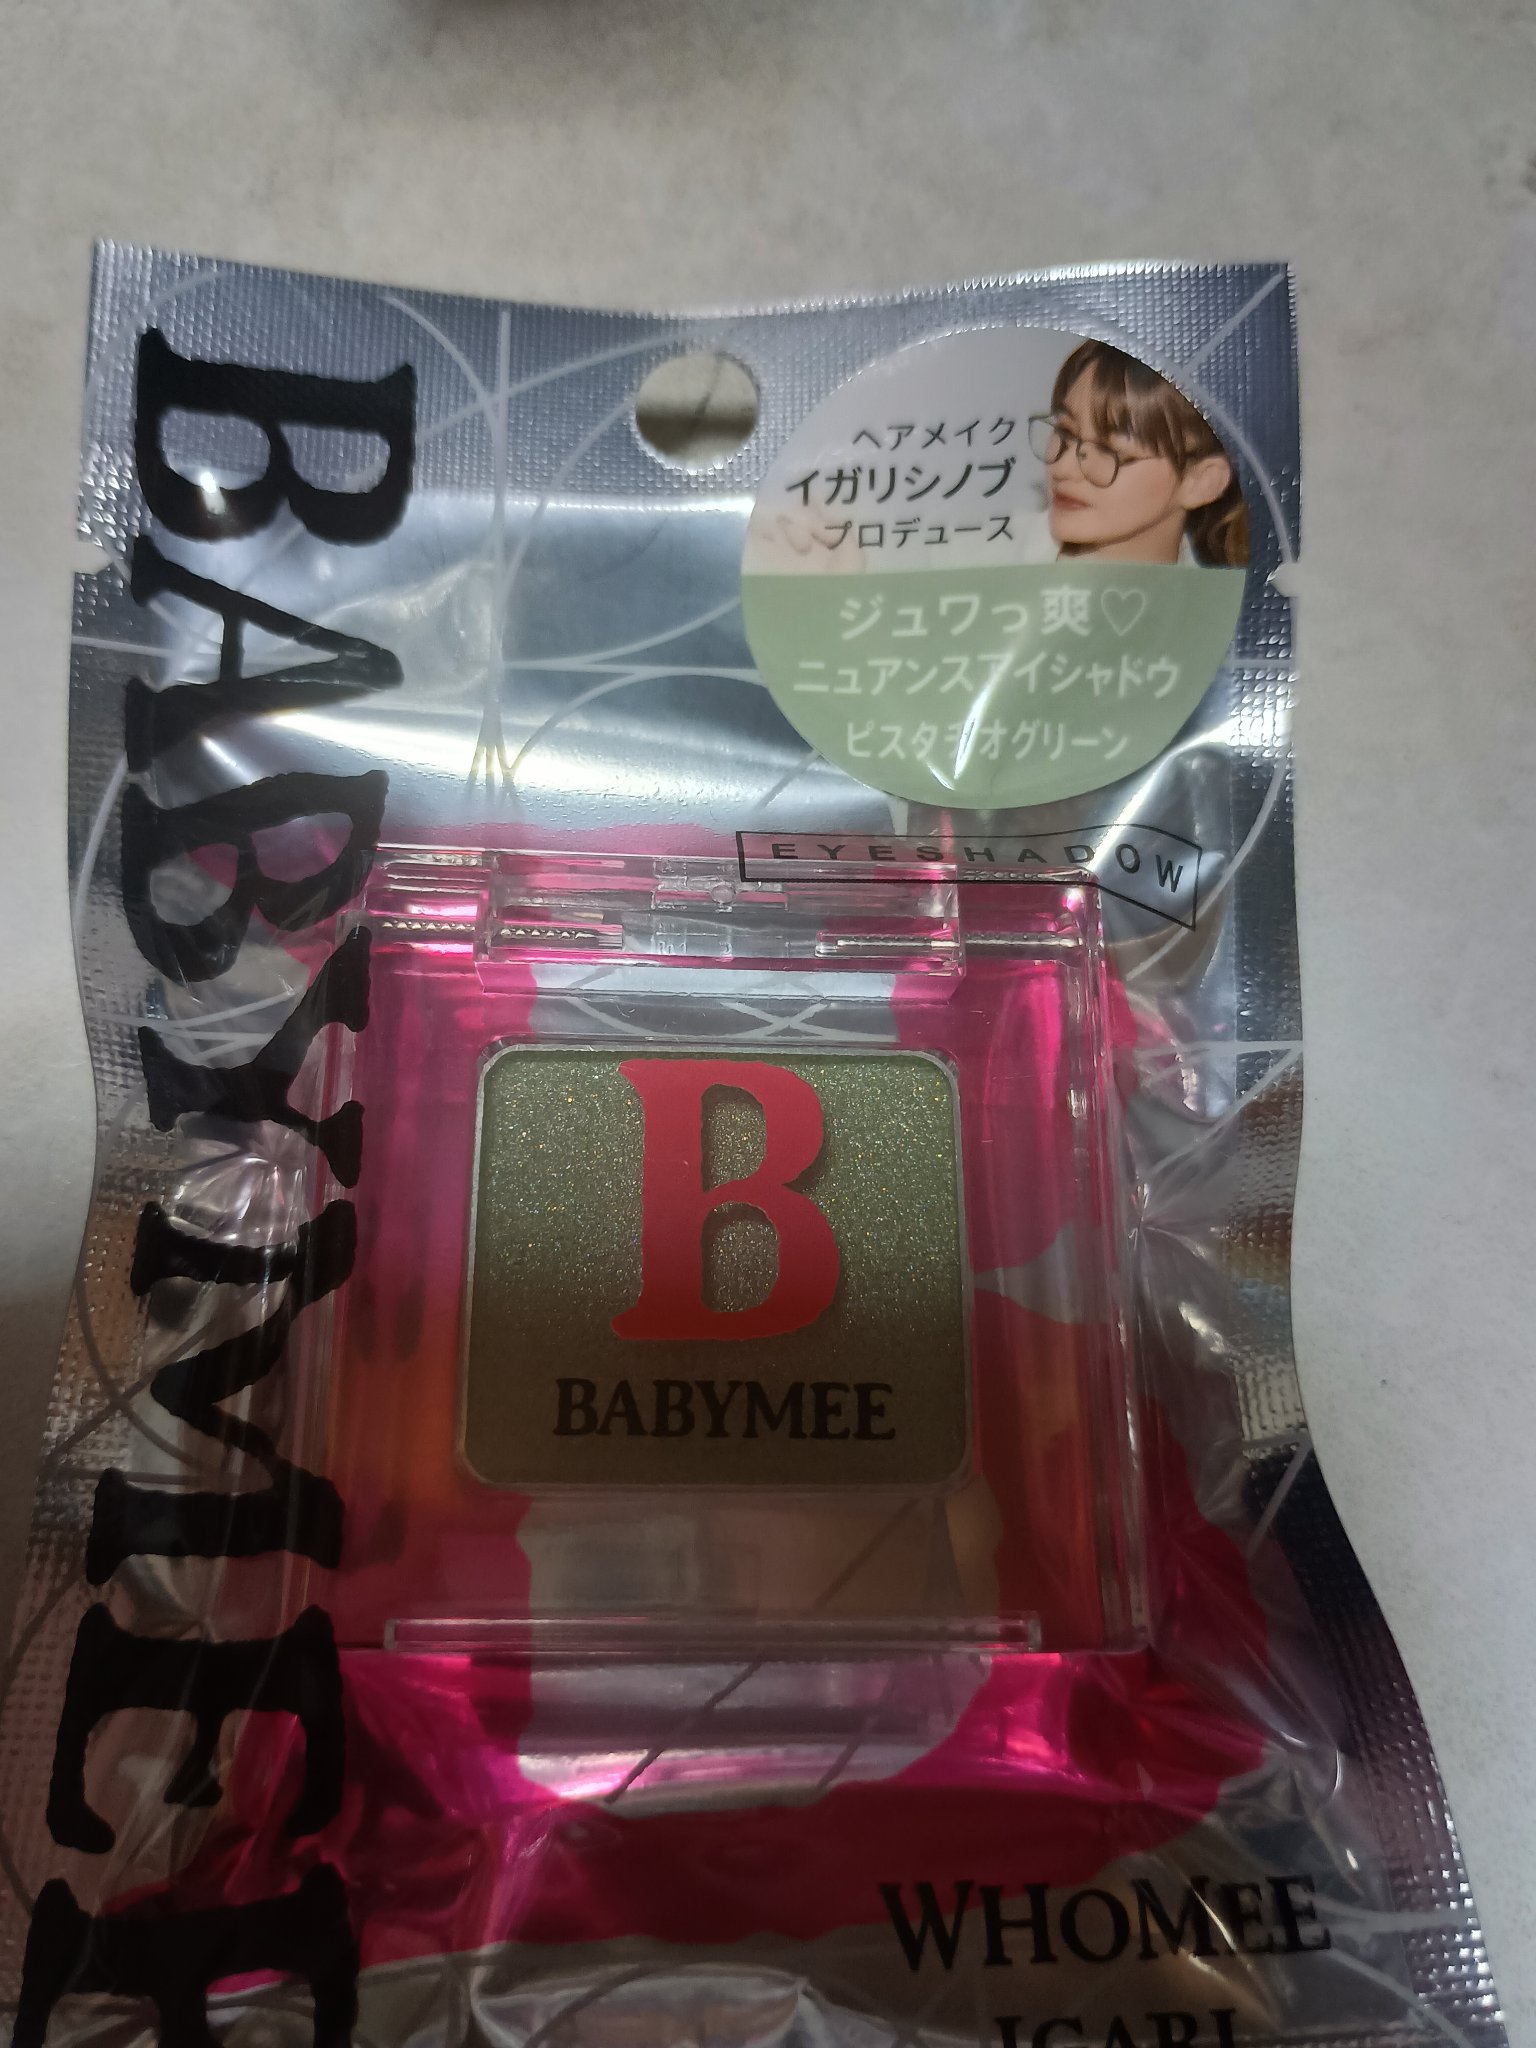 BABYMEE
ヘアメイク
イガリシノブ
プロデュース
ジュワっ爽♡
ニュアンスアイシャドウ
ピスタチオグリーン
EYESHADOW
B
BABYMEE
WHOMEE
IGARI